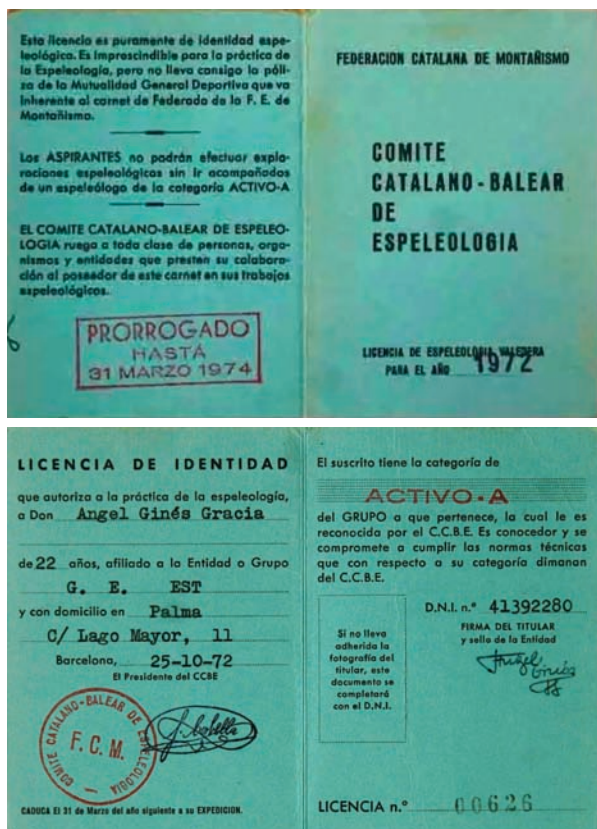 Esta licencia es puramente de identidad espe-
leológica. Es imprescindible para la práctica de
la Espeleología, pero no lleva consigo la póli-
za de la Mutualidad General Deportiva que va
inherente al carnet de Federado de la F. E. de
Montañismo.
Los ASPIRANTES no podrán efectuar explo-
raciones espeleológicas sin ir acompañados
de un espeleólogo de la categoría ACTIVO-A
EL COMITE CATALANO-BALEAR DE ESPELEO-
LOGIA ruega a toda clase de personas, orga-
nismos y entidades que presten su colabora-
ción al poseedor de este carnet en sus trabajos
espeleológicos.
PRORROGADO
HASTA
31 MARZO 1974
FEDERACION CATALANA DE MONTAÑISMO
COMITE
CATALANO-BALEAR
DE
ESPELEOLOGIA
LICENCIA DE ESPELEOLOGIA VALEDERA
PARA EL AÑO 1972
LICENCIA DE IDENTIDAD
que autoriza a la práctica de la espeleología,
a Don Angel Ginés Gracia
de 22 años, afiliado a la Entidad o Grupo
G. E. EST
y con domicilio en Palma
C/ Lago Mayor, 11
Barcelona, 25-10-72
El Presidente del CCBE
COMITE CATALANO-BALEAR DE ESPELEOLOGIA
F. C. M.
CADUCA El 31 de Marzo del año siguiente a su EXPEDICION.
El suscrito tiene la categoría de
ACTIVO-A
del GRUPO a que pertenece, la cual le es
reconocida por el C.C.B.E. Es conocedor y se
compromete a cumplir las normas técnicas
que con respecto a su categoría dimanan
del C.C.B.E.
Si no lleva
adherida la
fotografía del
titular, este
documento se
completará
con el D.N.I.
D.N.I. n.º 41392280
FIRMA DEL TITULAR
y sello de la Entidad
Angel Ginés
LICENCIA n.º 00626